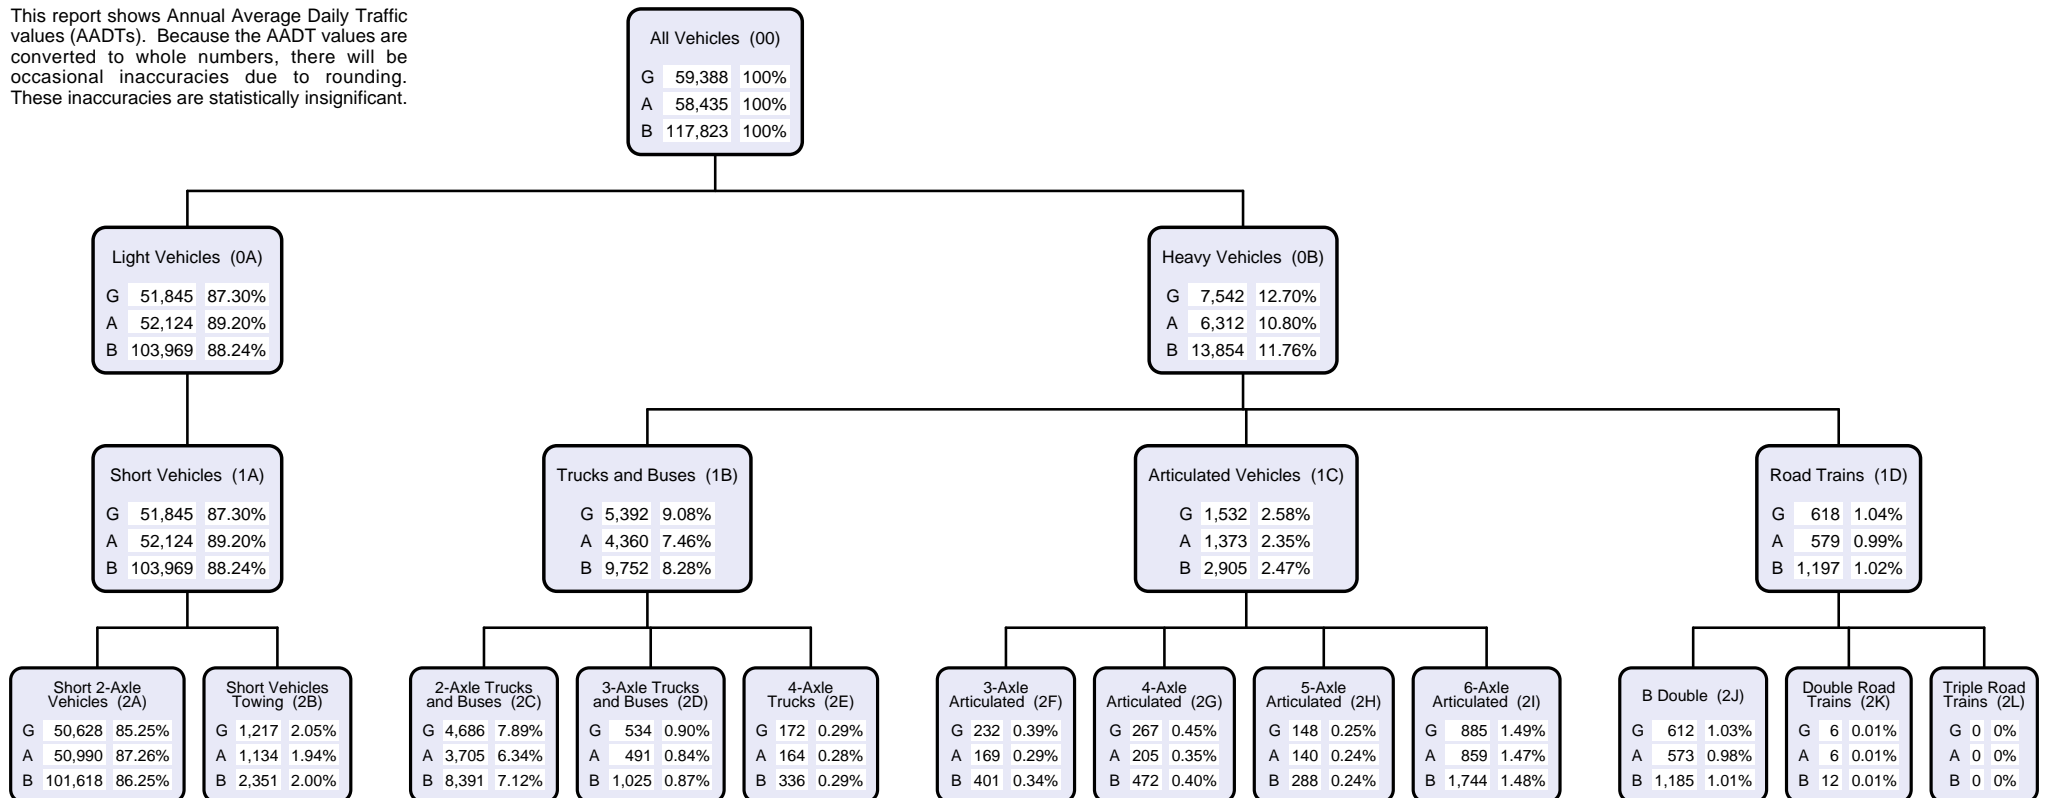 This report shows Annual Average Daily Traffic
values (AADTs).  Because the AADT values are
converted to whole numbers, there will be
occasional inaccuracies due to rounding.
These inaccuracies are statistically insignificant.
All Vehicles (00)
G 59,388 100%
A 58,435 100%
B 117,823 100%
Light Vehicles (0A)
G 51,845 87.30%
A 52,124 89.20%
B 103,969 88.24%
Heavy Vehicles (0B)
G 7,542 12.70%
A 6,312 10.80%
B 13,854 11.76%
Short Vehicles (1A)
G 51,845 87.30%
A 52,124 89.20%
B 103,969 88.24%
Trucks and Buses (1B)
G 5,392 9.08%
A 4,360 7.46%
B 9,752 8.28%
Articulated Vehicles (1C)
G 1,532 2.58%
A 1,373 2.35%
B 2,905 2.47%
Road Trains (1D)
G 618 1.04%
A 579 0.99%
B 1,197 1.02%
Short 2-Axle
Vehicles (2A)
G 50,628 85.25%
A 50,990 87.26%
B 101,618 86.25%
Short Vehicles
Towing (2B)
G 1,217 2.05%
A 1,134 1.94%
B 2,351 2.00%
2-Axle Trucks
and Buses (2C)
G 4,686 7.89%
A 3,705 6.34%
B 8,391 7.12%
3-Axle Trucks
and Buses (2D)
G 534 0.90%
A 491 0.84%
B 1,025 0.87%
4-Axle
Trucks (2E)
G 172 0.29%
A 164 0.28%
B 336 0.29%
3-Axle
Articulated (2F)
G 232 0.39%
A 169 0.29%
B 401 0.34%
4-Axle
Articulated (2G)
G 267 0.45%
A 205 0.35%
B 472 0.40%
5-Axle
Articulated (2H)
G 148 0.25%
A 140 0.24%
B 288 0.24%
6-Axle
Articulated (2I)
G 885 1.49%
A 859 1.47%
B 1,744 1.48%
B Double (2J)
G 612 1.03%
A 573 0.98%
B 1,185 1.01%
Double Road
Trains (2K)
G 6 0.01%
A 6 0.01%
B 12 0.01%
Triple Road
Trains (2L)
G 0 0%
A 0 0%
B 0 0%